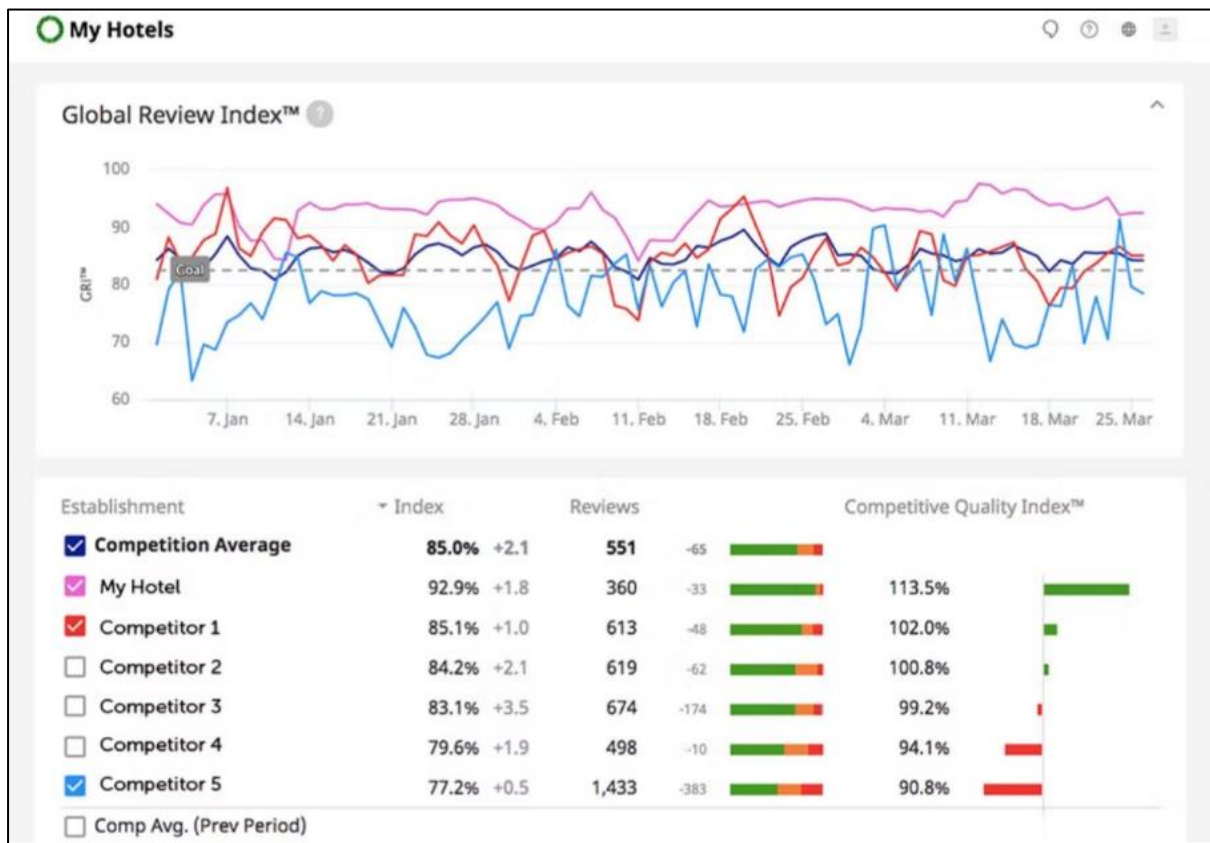 My Hotels
Global Review Index™ ?
100
90
80
70
60
GRI™
Goal
7. Jan 14. Jan 21. Jan 28. Jan 4. Feb 11. Feb 18. Feb 25. Feb 4. Mar 11. Mar 18. Mar 25. Mar
Establishment Index Reviews Competitive Quality Index™
Competition Average 85.0% +2.1 551 -65
My Hotel 92.9% +1.8 360 -33 113.5%
Competitor 1 85.1% +1.0 613 -48 102.0%
Competitor 2 84.2% +2.1 619 -62 100.8%
Competitor 3 83.1% +3.5 674 -174 99.2%
Competitor 4 79.6% +1.9 498 -10 94.1%
Competitor 5 77.2% +0.5 1,433 -383 90.8%
Comp Avg. (Prev Period)